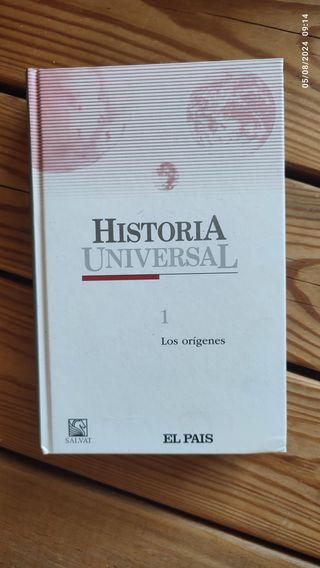 05/08/2024 09:14
HISTORIA
UNIVERSAL
1
Los orígenes
SALVAT
EL PAIS